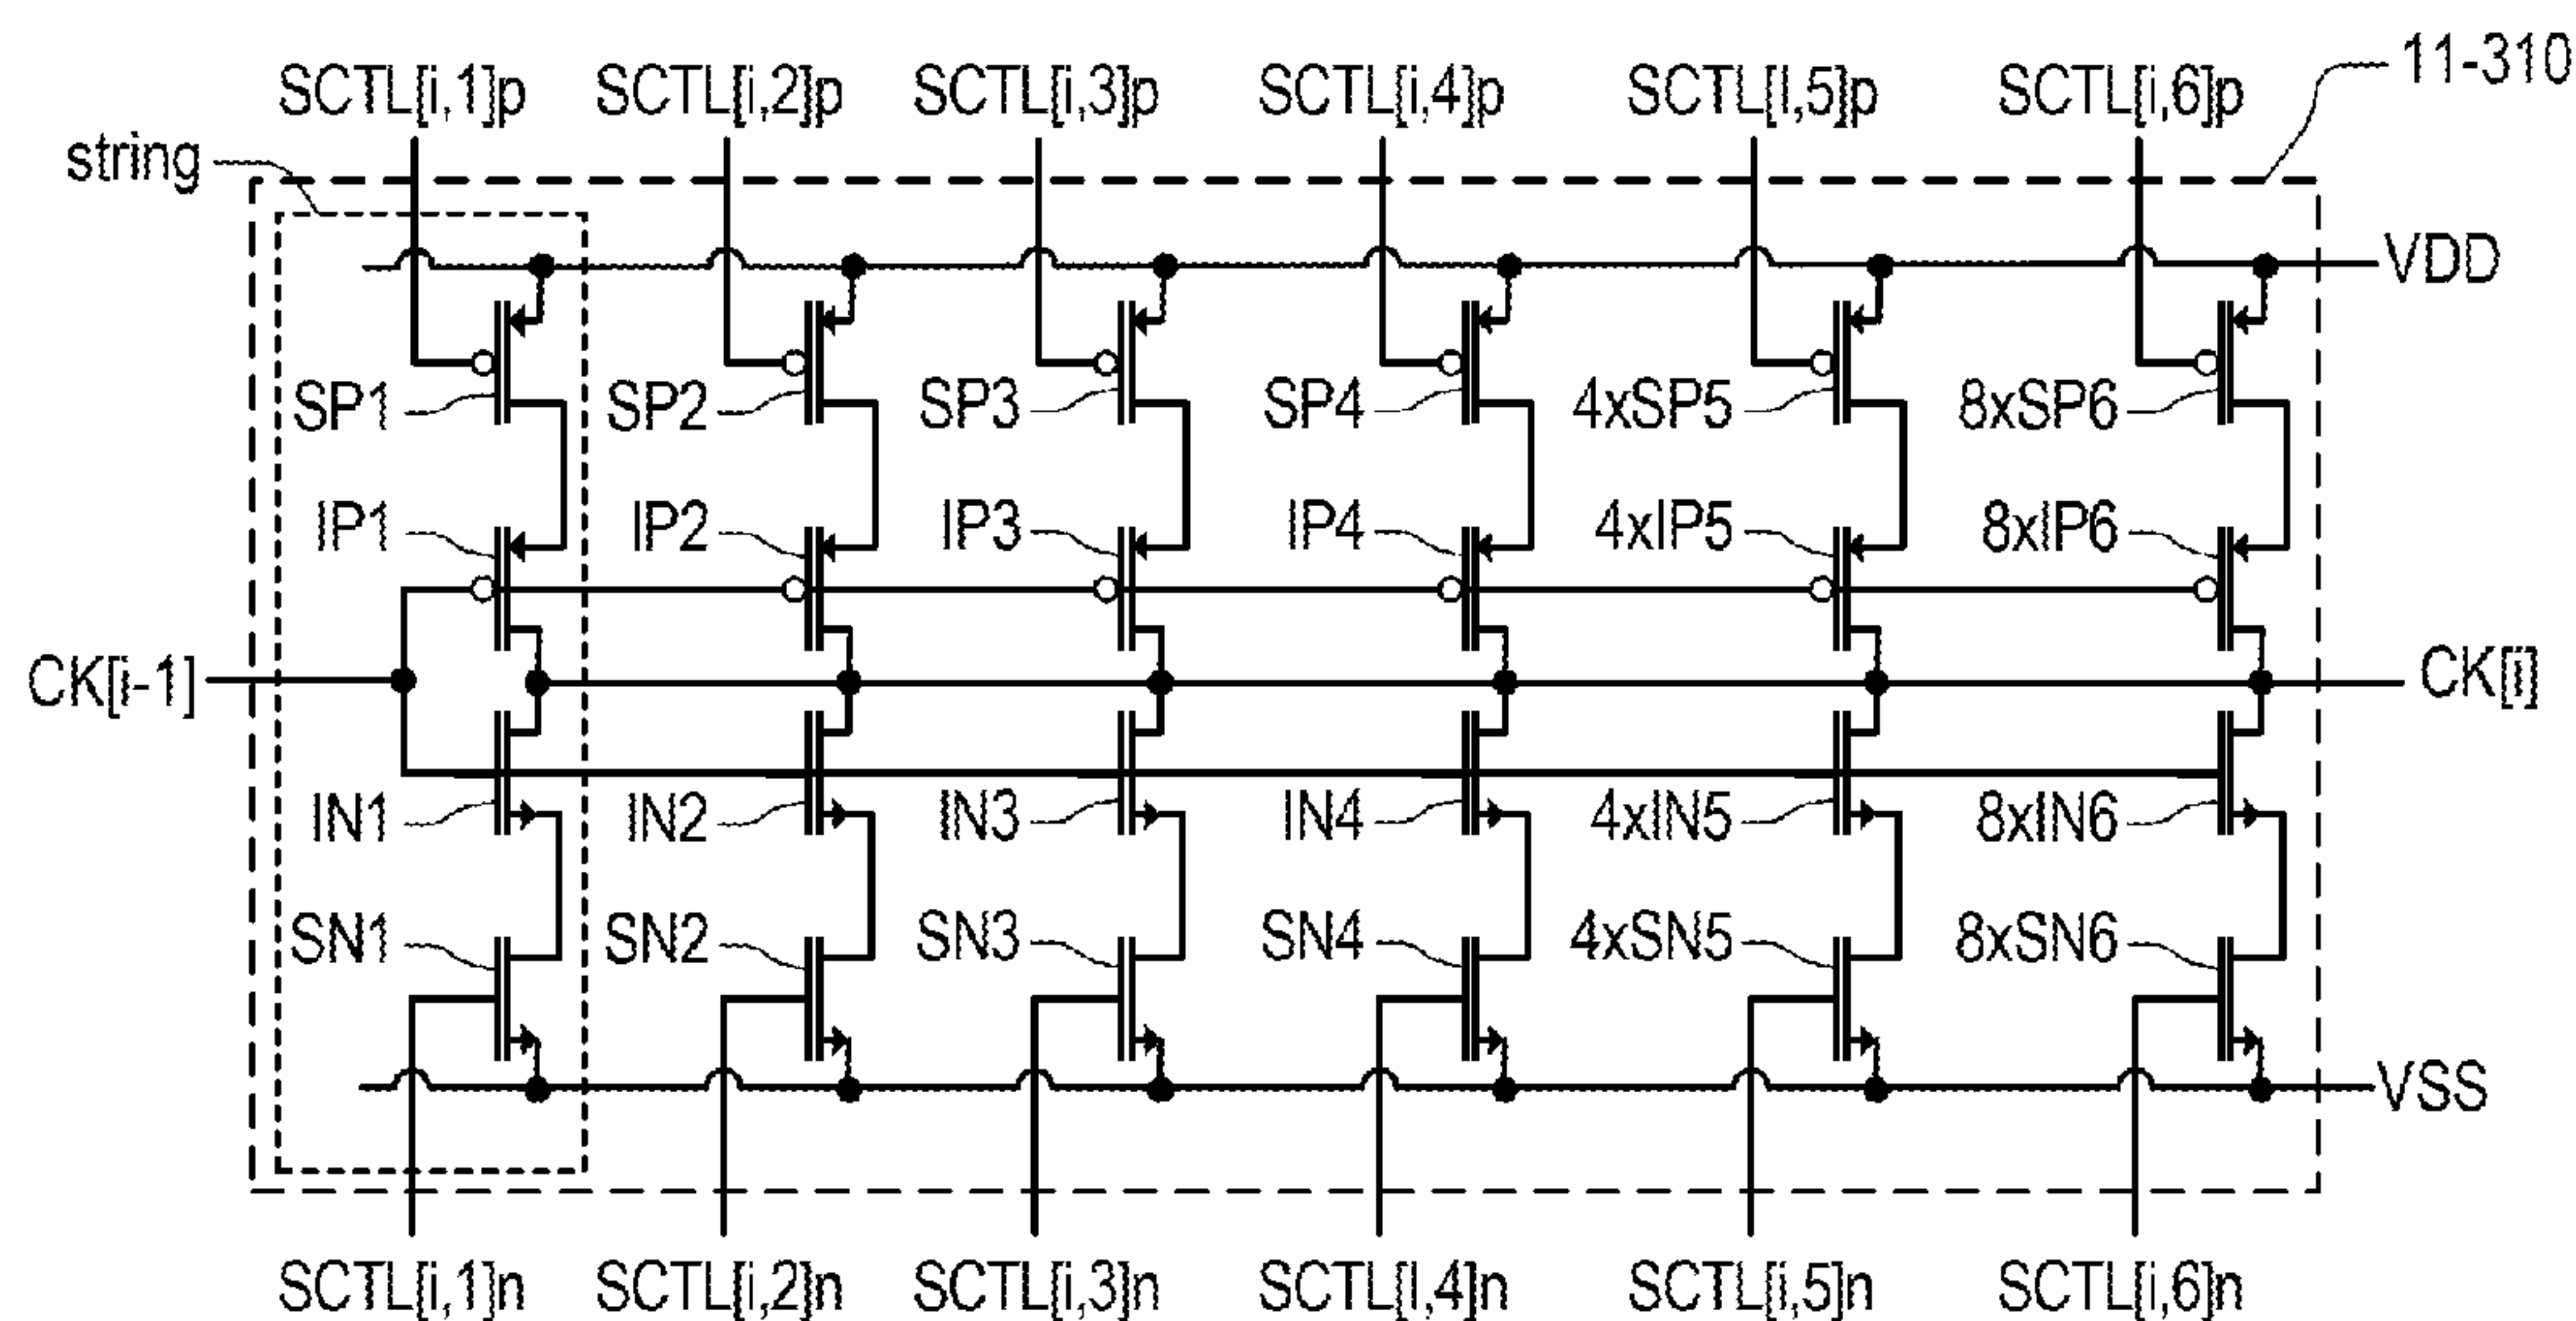 11-310
SCTL[i,1]p SCTL[i,2]p SCTL[i,3]p SCTL[i,4]p SCTL[I,5]p SCTL[i,6]p
string
VDD
SP1 SP2 SP3 SP4 4xSP5 8xSP6
IP1 IP2 IP3 IP4 4xIP5 8xIP6
CK[i-1] CK[i]
IN1 IN2 IN3 IN4 4xIN5 8xIN6
SN1 SN2 SN3 SN4 4xSN5 8xSN6
VSS
SCTL[i,1]n SCTL[i,2]n SCTL[i,3]n SCTL[I,4]n SCTL[i,5]n SCTL[i,6]n